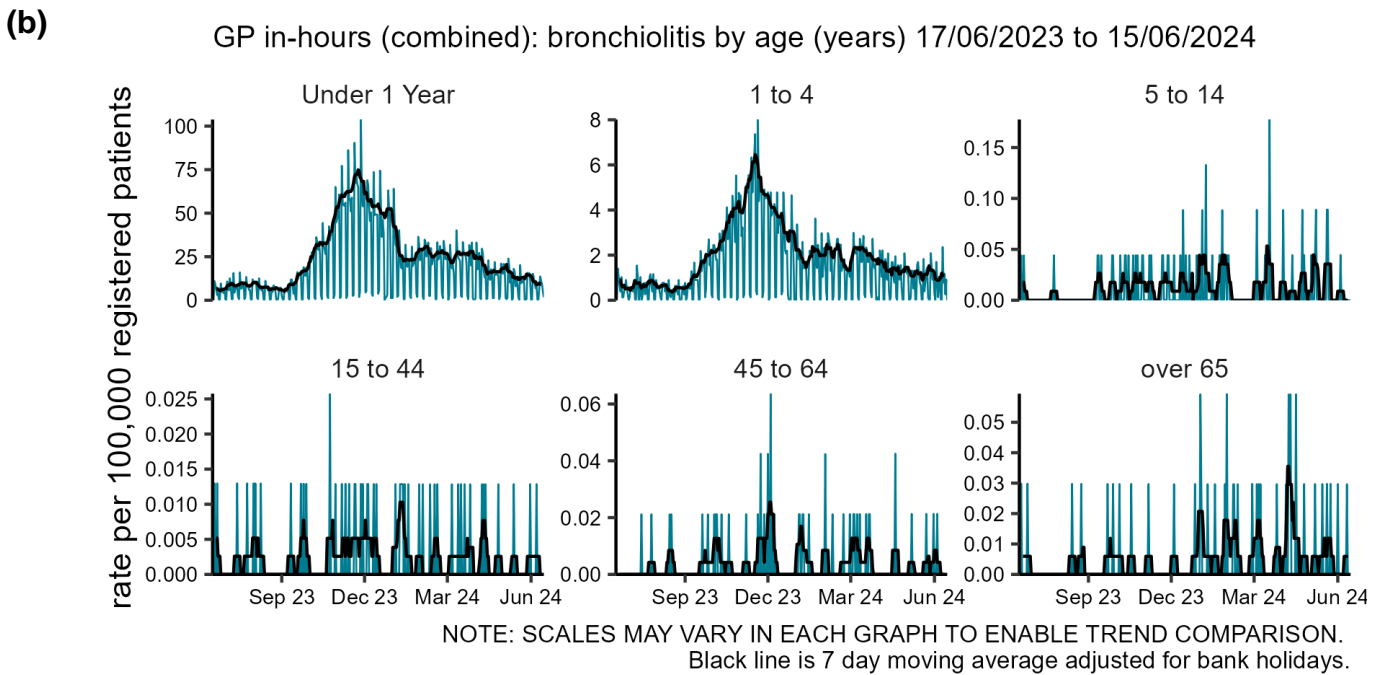 (b)
GP in-hours (combined): bronchiolitis by age (years) 17/06/2023 to 15/06/2024
rate per 100,000 registered patients
Under 1 Year
100
75
50
25
0
1 to 4
8
6
4
2
0
5 to 14
0.15
0.10
0.05
0.00
15 to 44
0.025
0.020
0.015
0.010
0.005
0.000
Sep 23 Dec 23 Mar 24 Jun 24
45 to 64
0.06
0.04
0.02
0.00
Sep 23 Dec 23 Mar 24 Jun 24
over 65
0.05
0.04
0.03
0.02
0.01
0.00
Sep 23 Dec 23 Mar 24 Jun 24
NOTE: SCALES MAY VARY IN EACH GRAPH TO ENABLE TREND COMPARISON.
Black line is 7 day moving average adjusted for bank holidays.